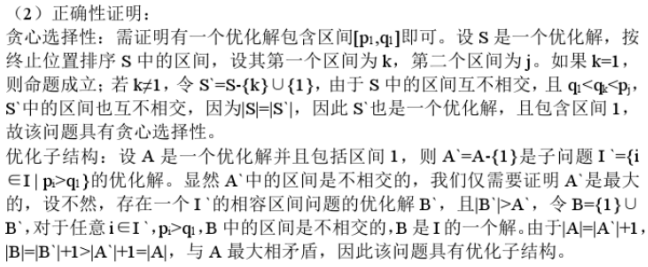 （2）正确性证明：
贪心选择性：需证明有一个优化解包含区间[p₁,q₁]即可。设 S 是一个优化解，按
终止位置排序 S 中的区间，设其第一个区间为 k，第二个区间为 j。如果 k=1，
则命题成立；若 k≠1，令 S`=S-{k}∪{1}，由于 S 中的区间互不相交，且 q₁<qₖ<pⱼ，
S`中的区间也互不相交，因为|S|=|S`|，因此 S`也是一个优化解，且包含区间 1，
故该问题具有贪心选择性。
优化子结构：设 A 是一个优化解并且包括区间 1，则 A`=A-{1}是子问题 I `={i
∈I | pᵢ>q₁}的优化解。显然 A`中的区间是不相交的，我们仅需要证明 A`是最大
的，设不然，存在一个 I `的相容区间问题的优化解 B`，且|B`|>A`，令 B={1}∪
B`，对于任意 i∈I `，pᵢ>q₁，B 中的区间是不相交的，B 是 I 的一个解。由于|A|=|A`|+1，
|B|=|B`|+1>|A`|+1=|A|，与 A 最大相矛盾，因此该问题具有优化子结构。